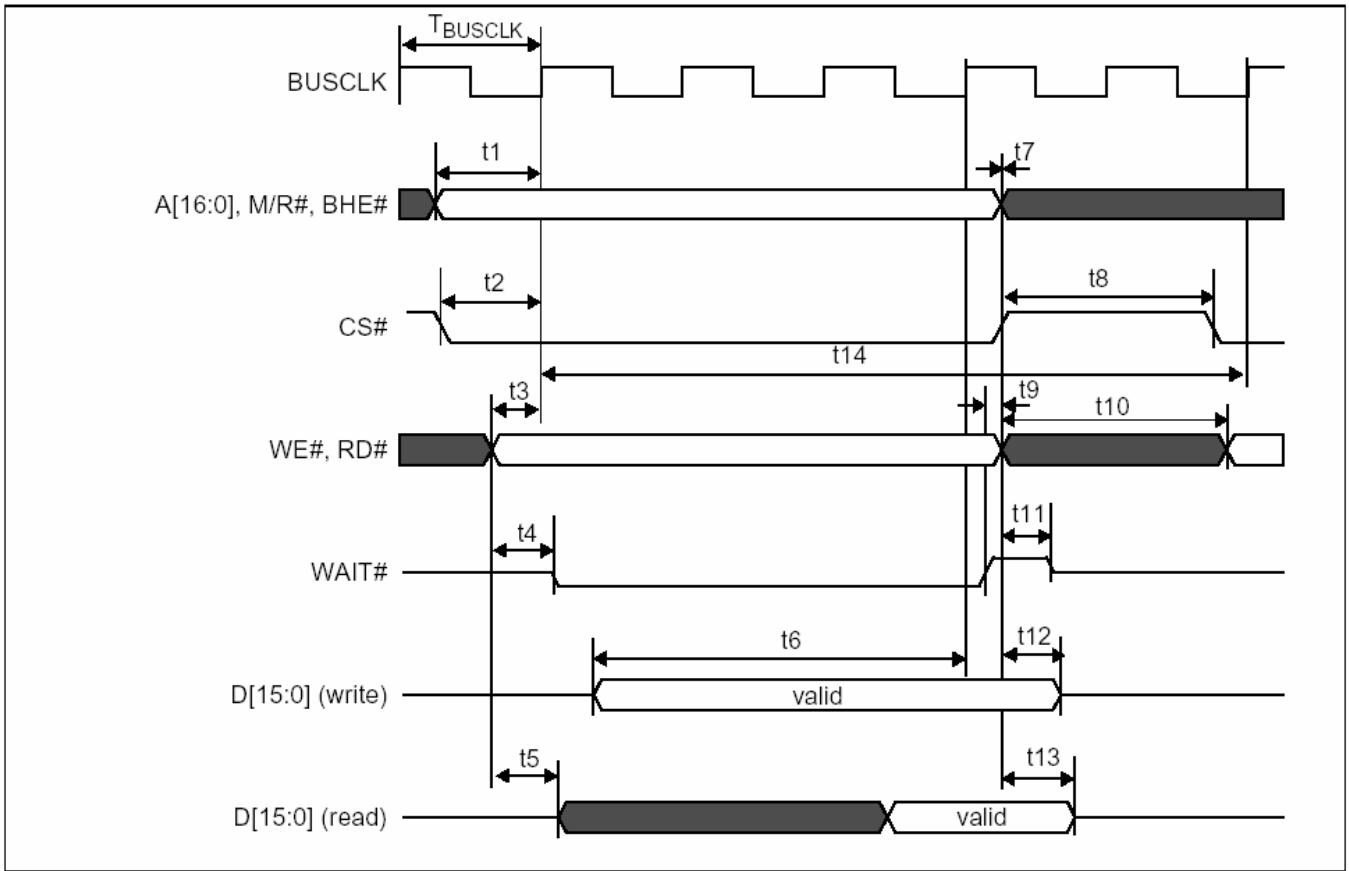 TBUSCLK
BUSCLK
t1
t7
A[16:0], M/R#, BHE#
t2
t8
CS#
t14
t3
t9
t10
WE#, RD#
t4
t11
WAIT#
t6
t12
D[15:0] (write)
valid
t5
t13
D[15:0] (read)
valid